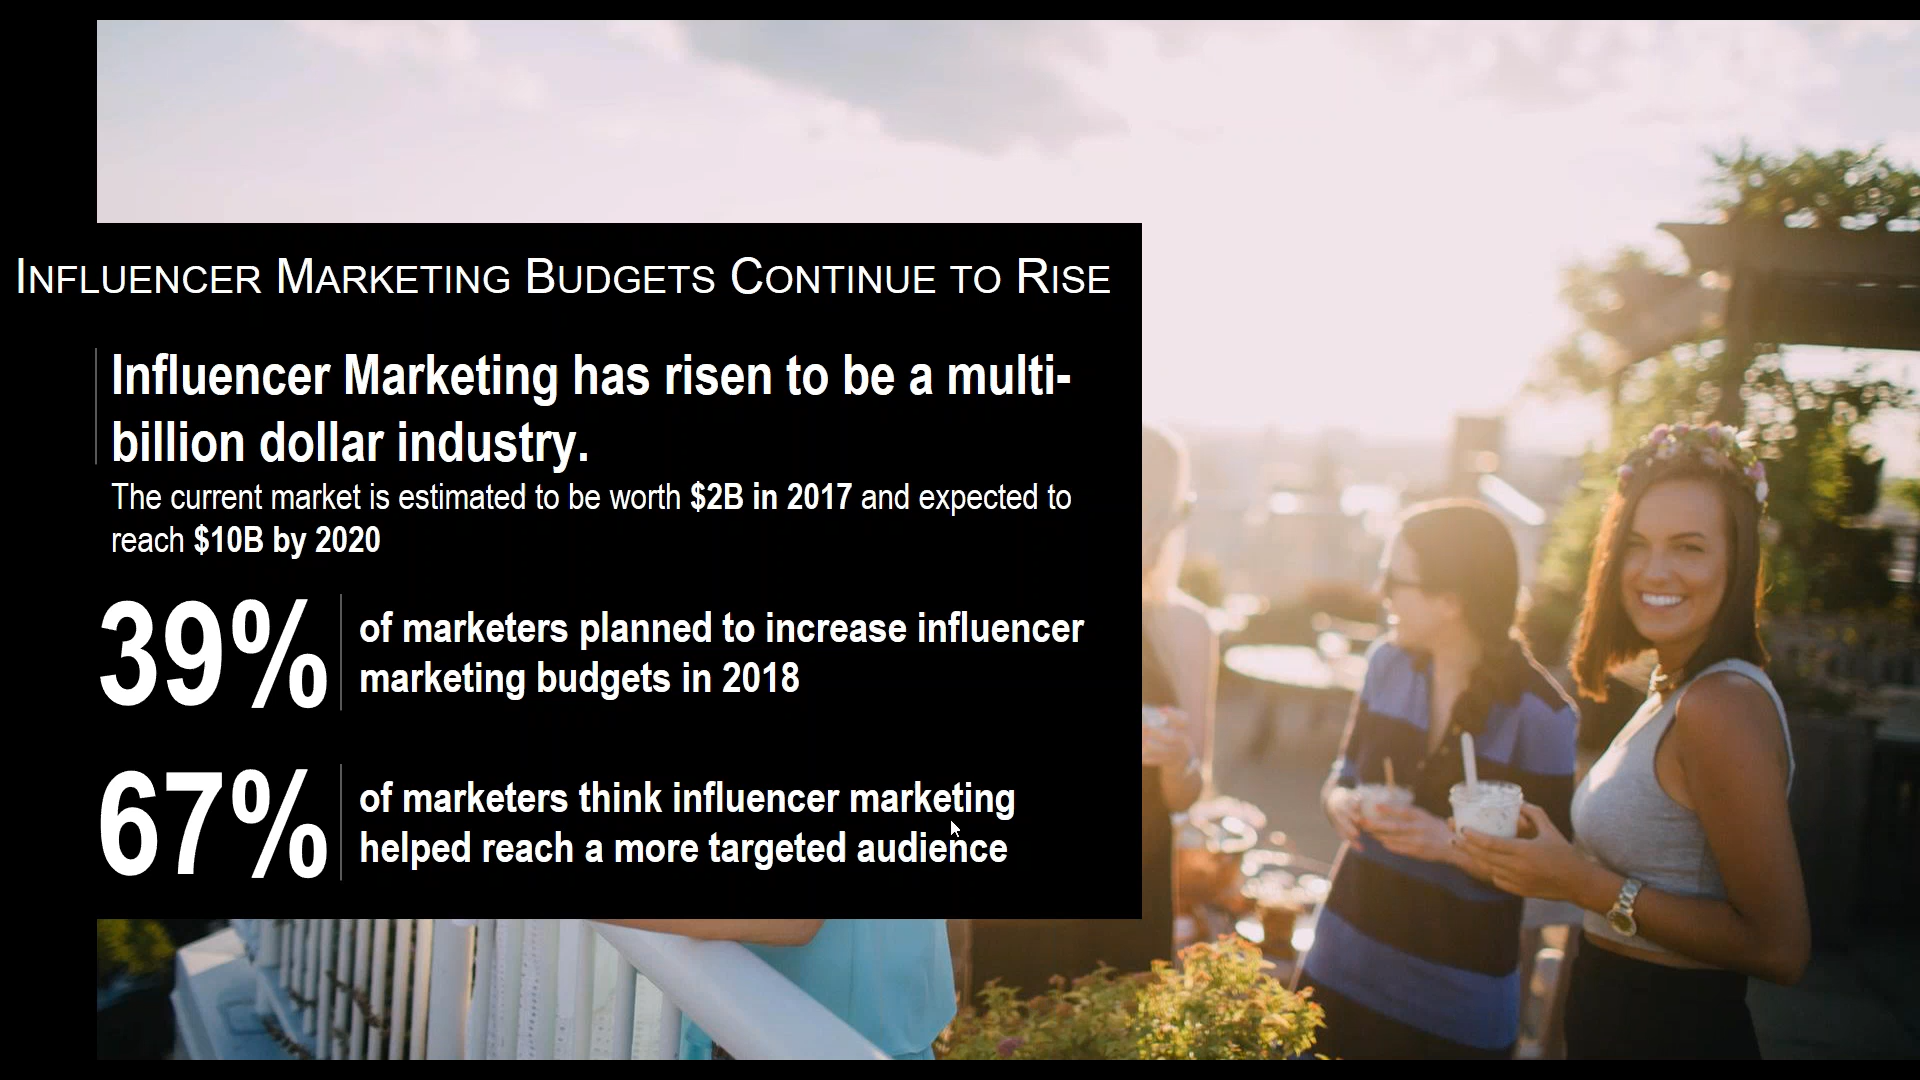 Influencer Marketing Budgets Continue to Rise
Influencer Marketing has risen to be a multi-
billion dollar industry.
The current market is estimated to be worth $2B in 2017 and expected to
reach $10B by 2020
39%
of marketers planned to increase influencer
marketing budgets in 2018
67%
of marketers think influencer marketing
helped reach a more targeted audience